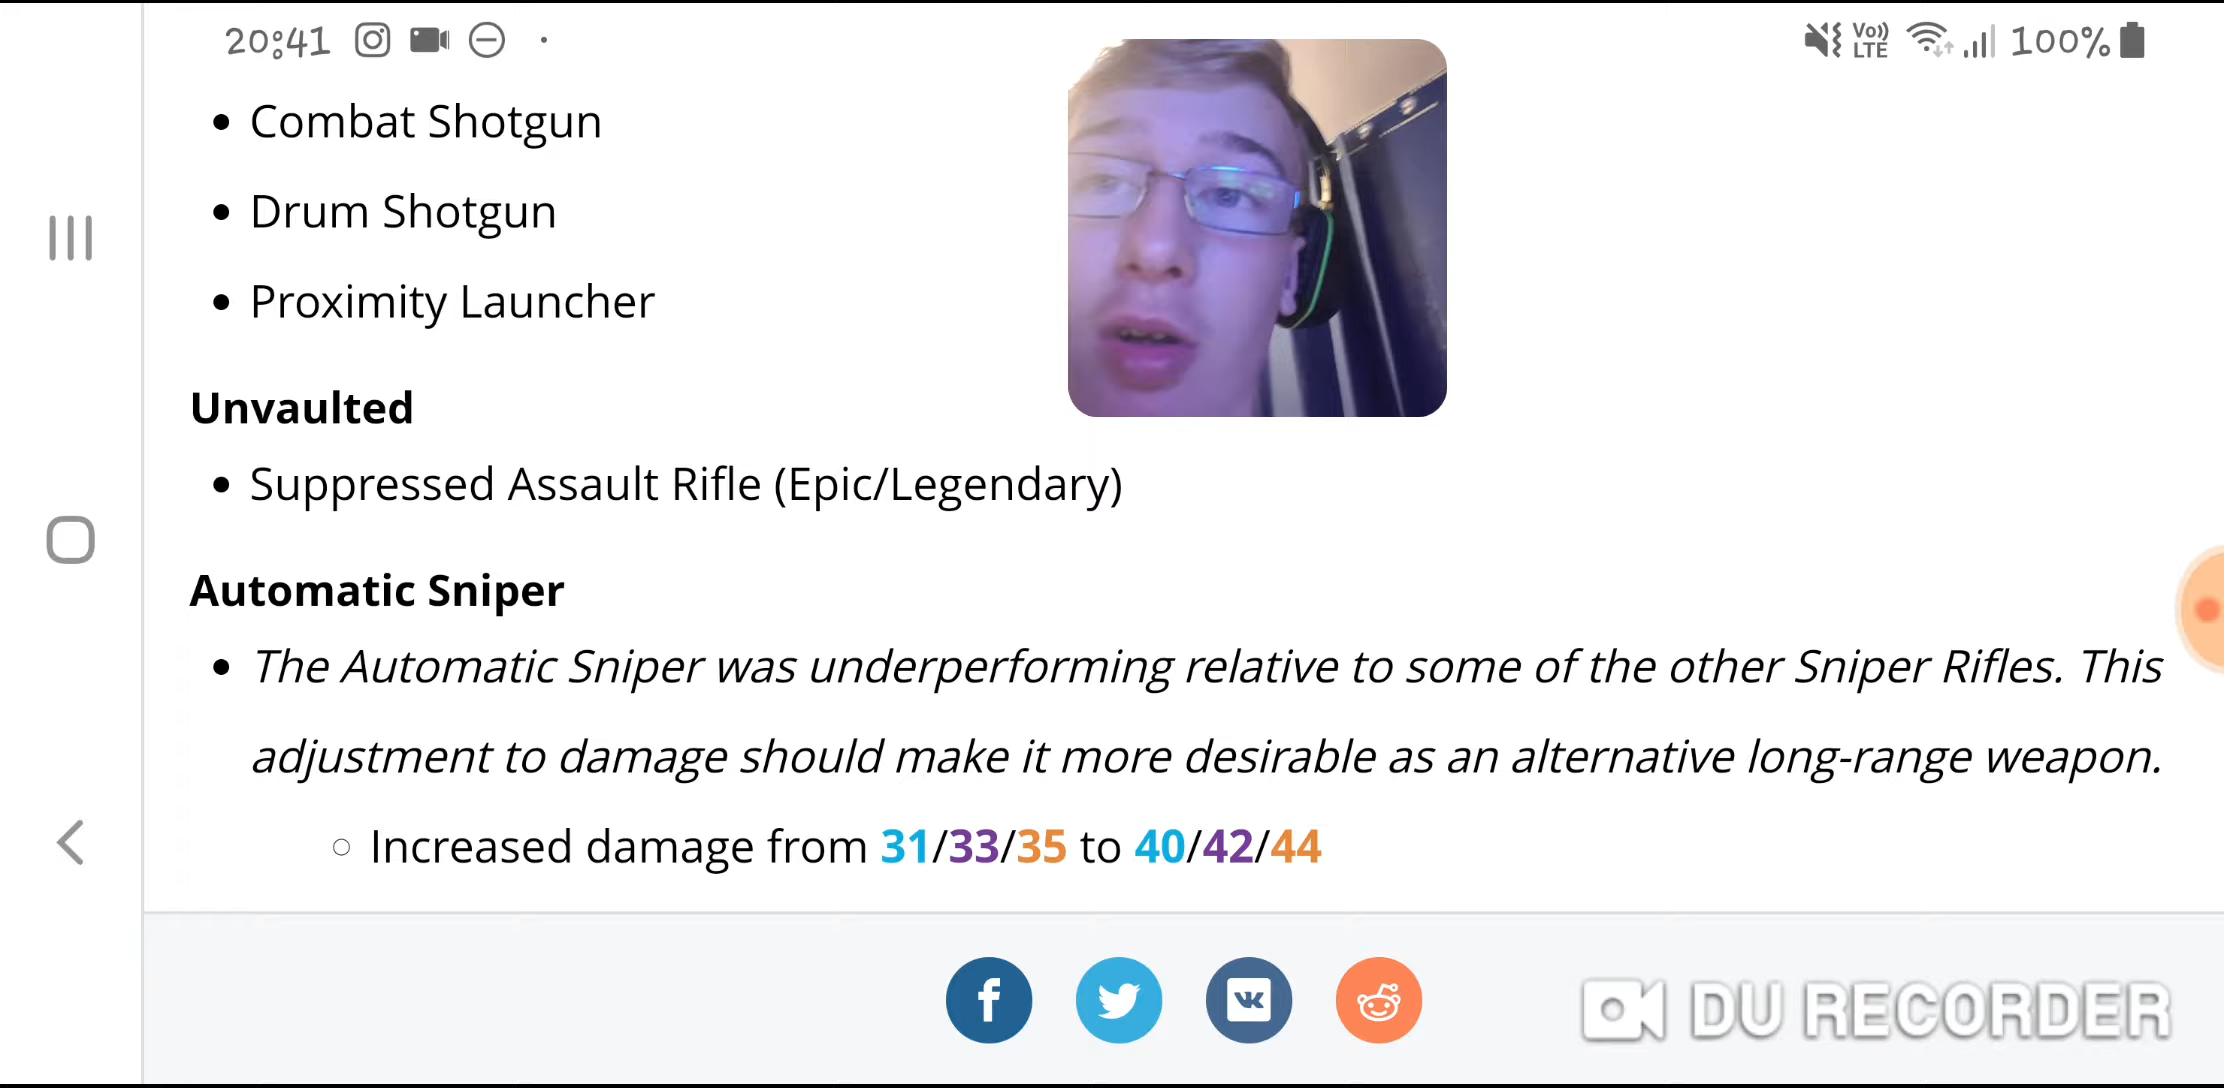 20:41 Vo)) LTE 100%
Combat Shotgun
Drum Shotgun
Proximity Launcher
Unvaulted
Suppressed Assault Rifle (Epic/Legendary)
Automatic Sniper
The Automatic Sniper was underperforming relative to some of the other Sniper Rifles. This
adjustment to damage should make it more desirable as an alternative long-range weapon.
Increased damage from 31/33/35 to 40/42/44
DU RECORDER